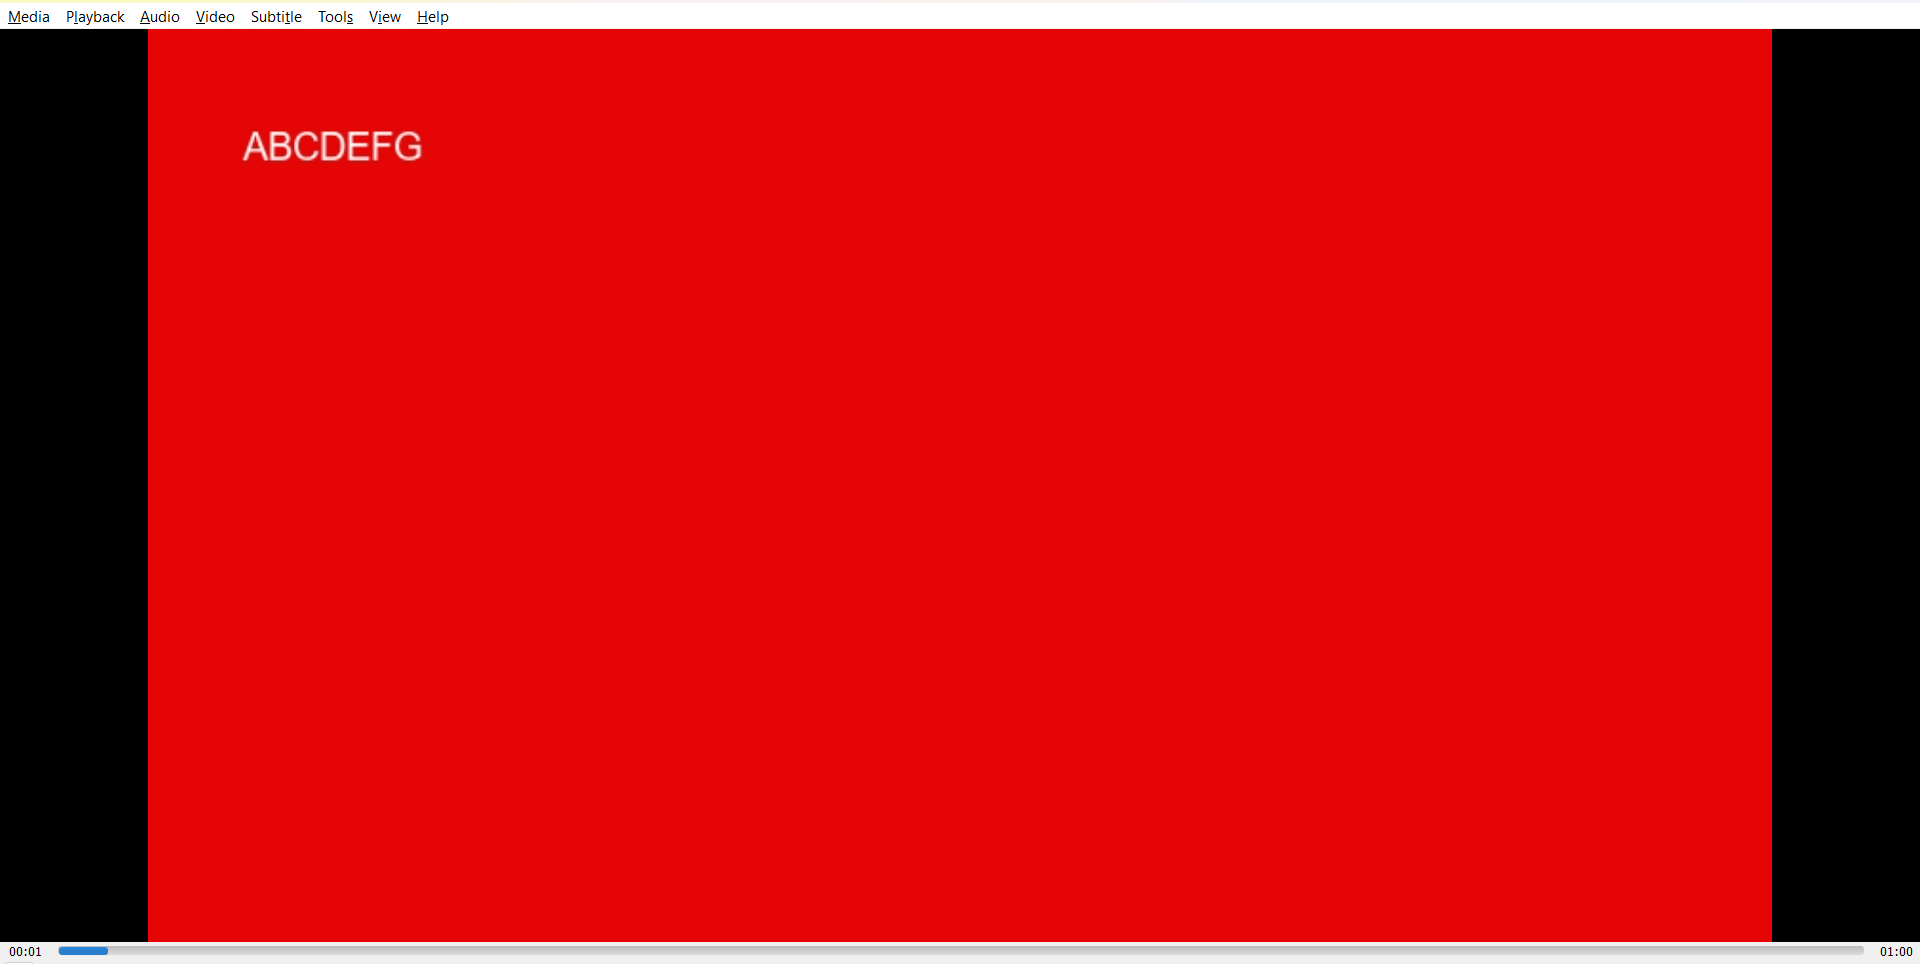 Media Playback Audio Video Subtitle Tools View Help
ABCDEFG
00:01 01:00